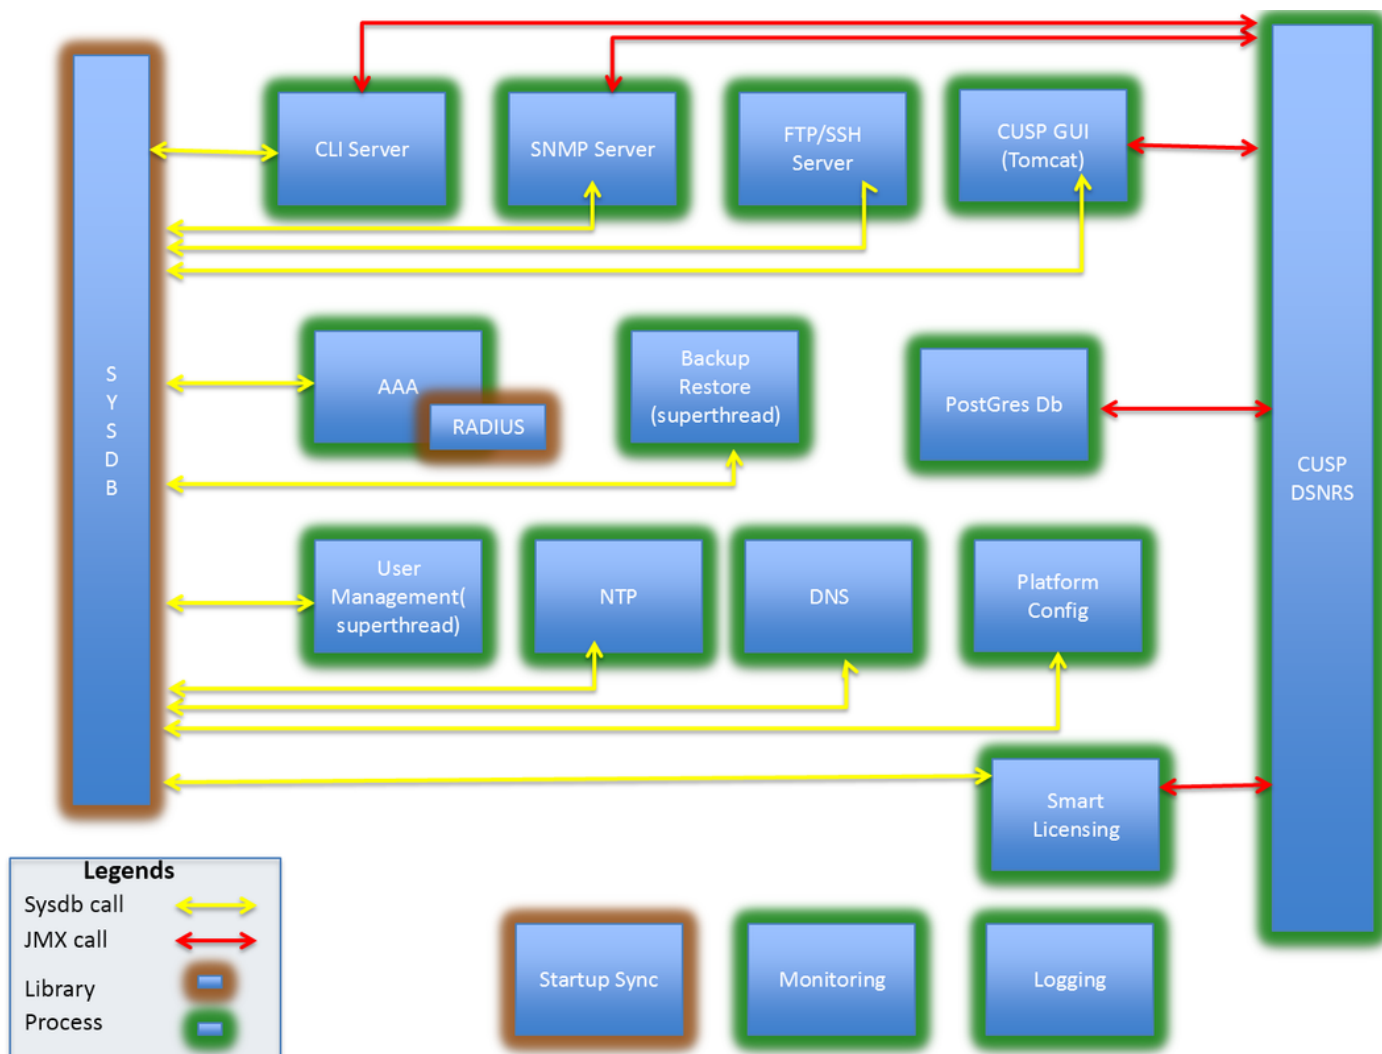 CLI Server
SNMP Server
FTP/SSH
Server
CUSP GUI
(Tomcat)
S
Y
S
D
B
AAA
RADIUS
Backup
Restore
(superthread)
PostGres Db
CUSP
DSNRS
User
Management(
superthread)
NTP
DNS
Platform
Config
Smart
Licensing
Legends
Sysdb call
JMX call
Library
Process
Startup Sync
Monitoring
Logging